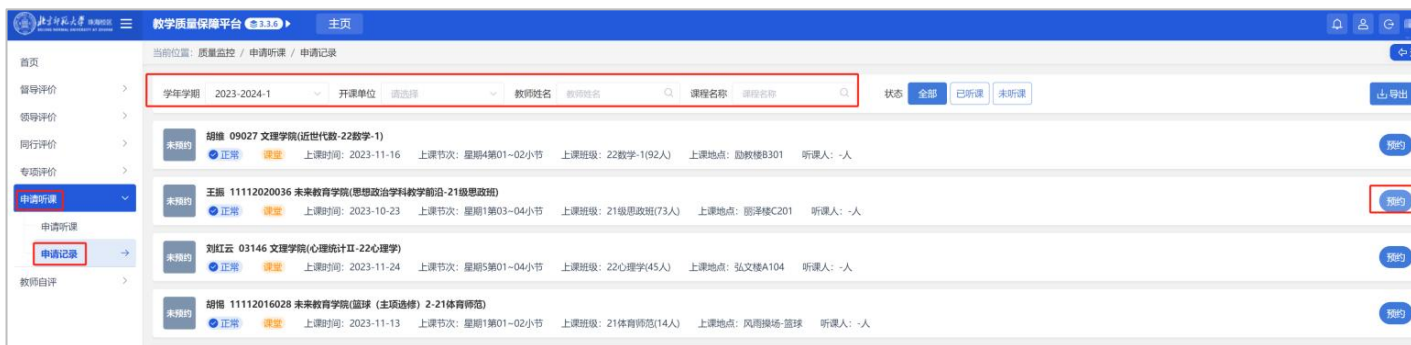 北京师范大学 珠海校区
BEIJING NORMAL UNIVERSITY AT ZHUHAI
教学质量保障平台 3.3.6 主页
当前位置：质量监控 / 申请听课 / 申请记录
首页
督导评价
领导评价
同行评价
专项评价
申请听课
申请听课
申请记录
教师自评
学年学期 2023-2024-1 开课单位 请选择 教师姓名 教师姓名 课程名称 课程名称 状态 全部 已听课 未听课 导出
未预约 胡维 09027 文理学院(近世代数-22数学-1) 预约
正常 课堂 上课时间：2023-11-16 上课节次：星期4第01~02小节 上课班级：22数学-1(92人) 上课地点：励教楼B301 听课人：-人
未预约 王振 11112020036 未来教育学院(思想政治学科教学前沿-21级思政班) 预约
正常 课堂 上课时间：2023-10-23 上课节次：星期1第03~04小节 上课班级：21级思政班(73人) 上课地点：丽泽楼C201 听课人：-人
未预约 刘红云 03146 文理学院(心理统计II-22心理学) 预约
正常 课堂 上课时间：2023-11-24 上课节次：星期5第01~04小节 上课班级：22心理学(45人) 上课地点：弘文楼A104 听课人：-人
未预约 胡惕 11112016028 未来教育学院(篮球（主项选修）2-21体育师范) 预约
正常 课堂 上课时间：2023-11-13 上课节次：星期1第01~02小节 上课班级：21体育师范(14人) 上课地点：风雨操场-篮球 听课人：-人